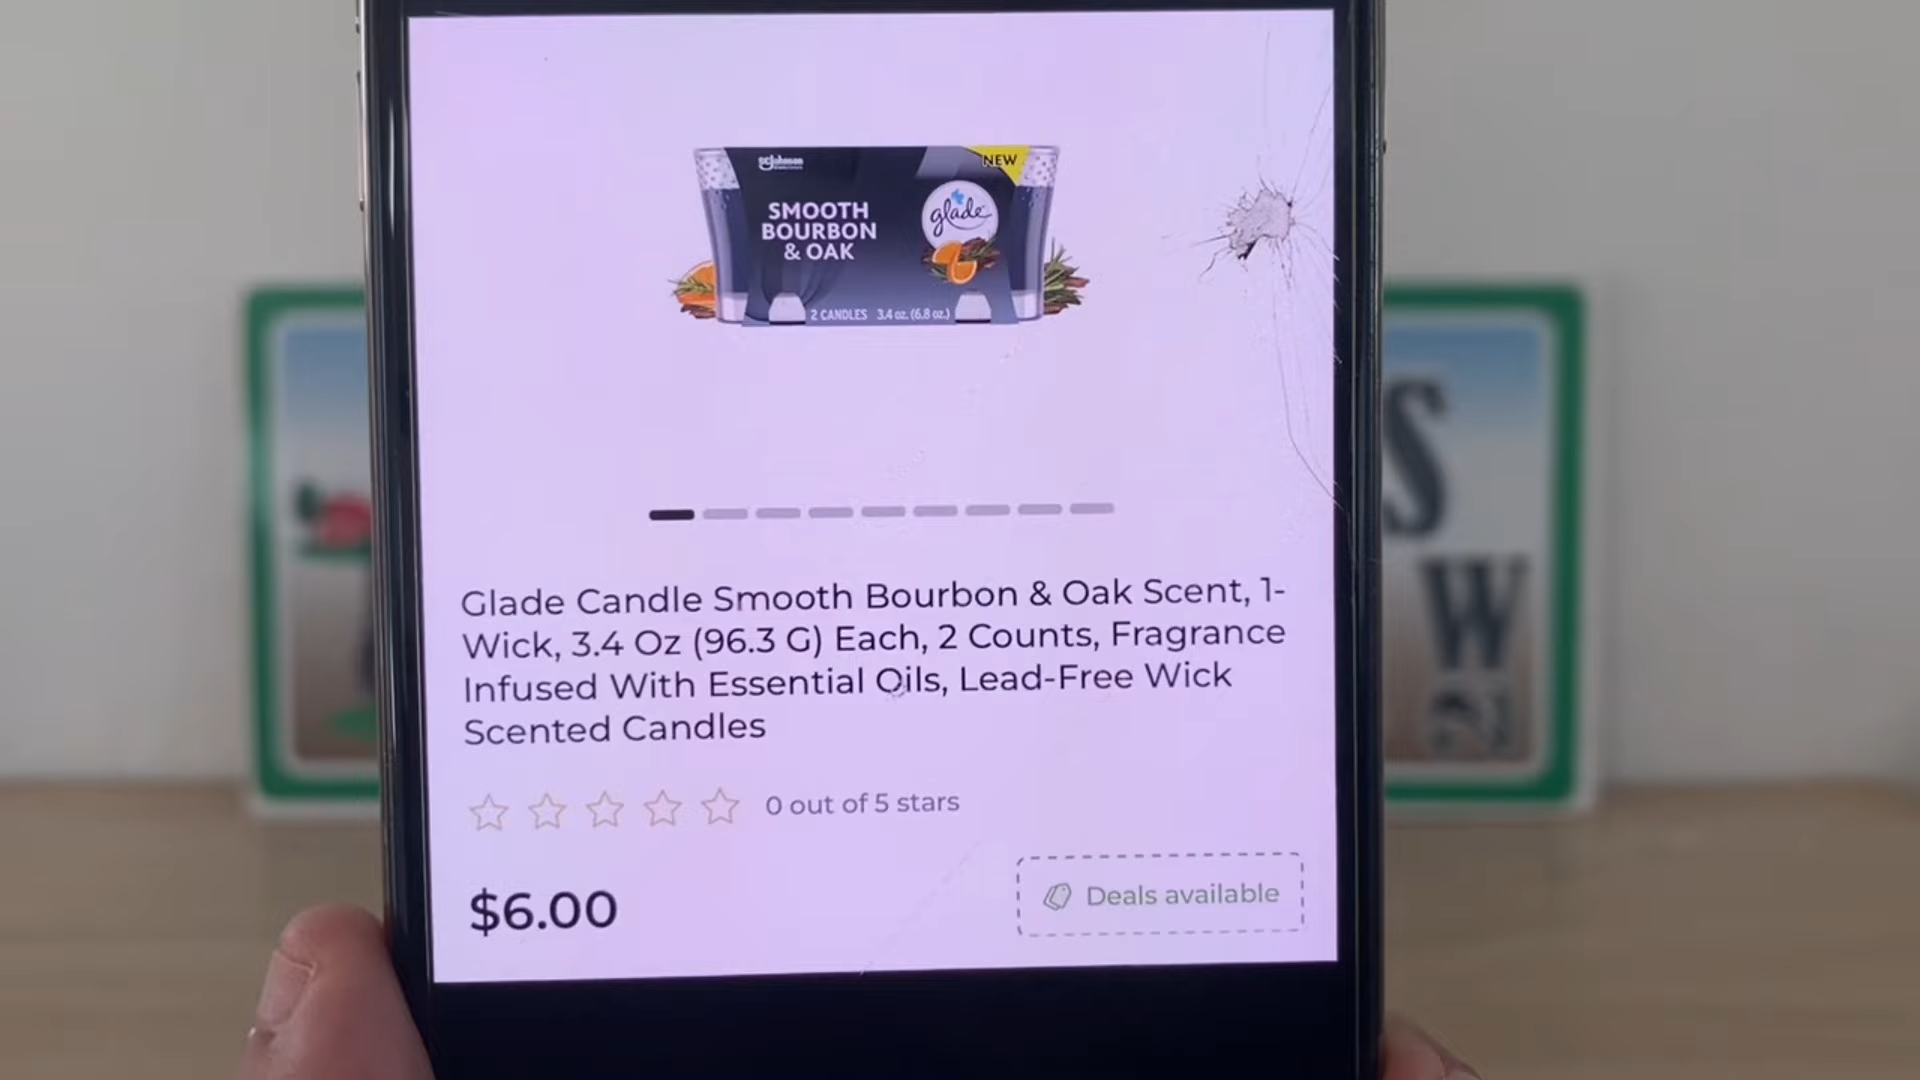 scjohnson
NEW
SMOOTH
BOURBON
& OAK
glade
2 CANDLES 3.4 oz. (6.8 oz.)
Glade Candle Smooth Bourbon & Oak Scent, 1-
Wick, 3.4 Oz (96.3 G) Each, 2 Counts, Fragrance
Infused With Essential Oils, Lead-Free Wick
Scented Candles
0 out of 5 stars
$6.00
Deals available
S
W